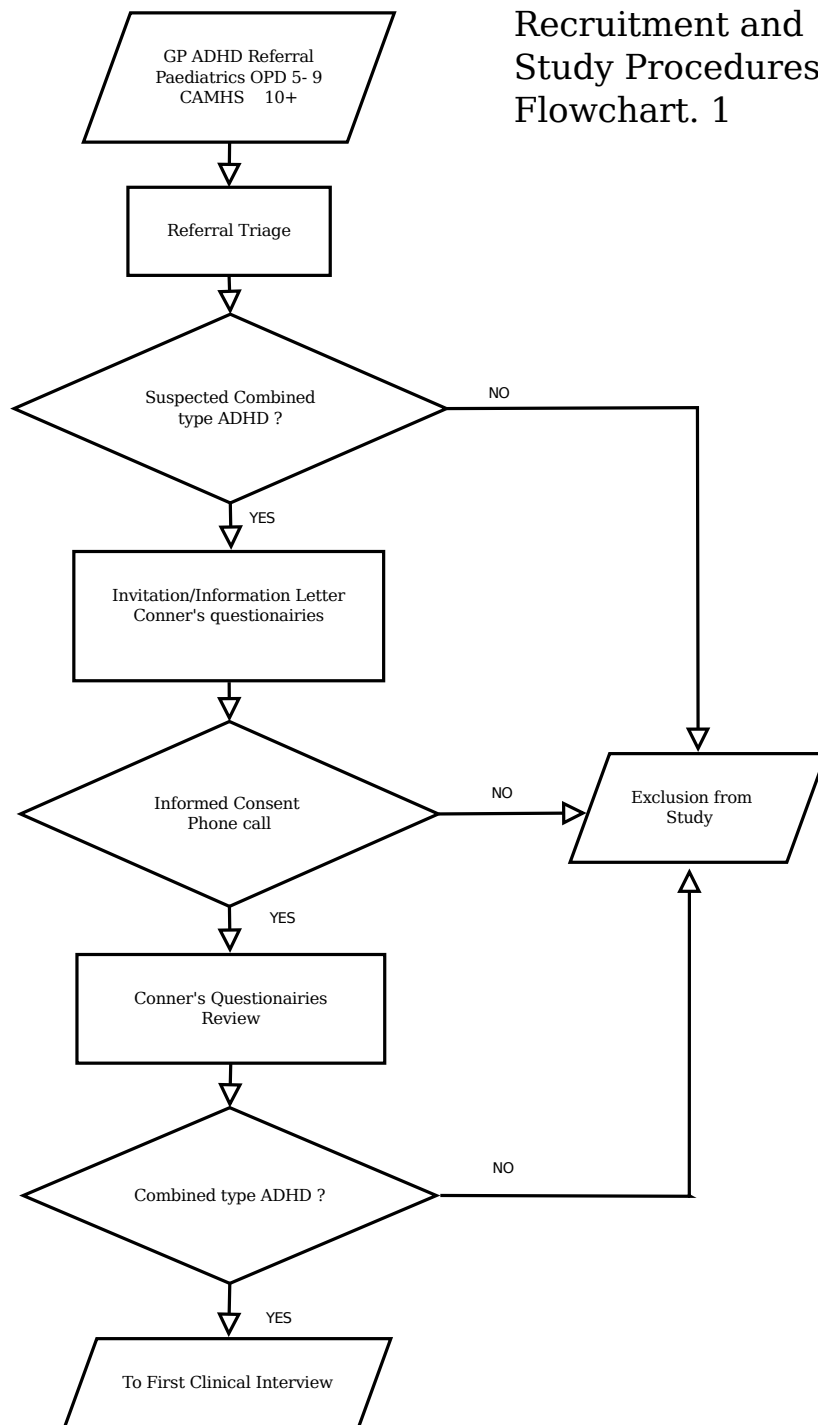 Recruitment and
Study Procedures
Flowchart. 1
GP ADHD Referral
Paediatrics OPD 5- 9
CAMHS    10+
Referral Triage
Suspected Combined
type ADHD ?
NO
YES
Invitation/Information Letter
Conner's questionairies
Informed Consent
Phone call
NO
Exclusion from
Study
YES
Conner's Questionairies
Review
Combined type ADHD ?
NO
YES
To First Clinical Interview